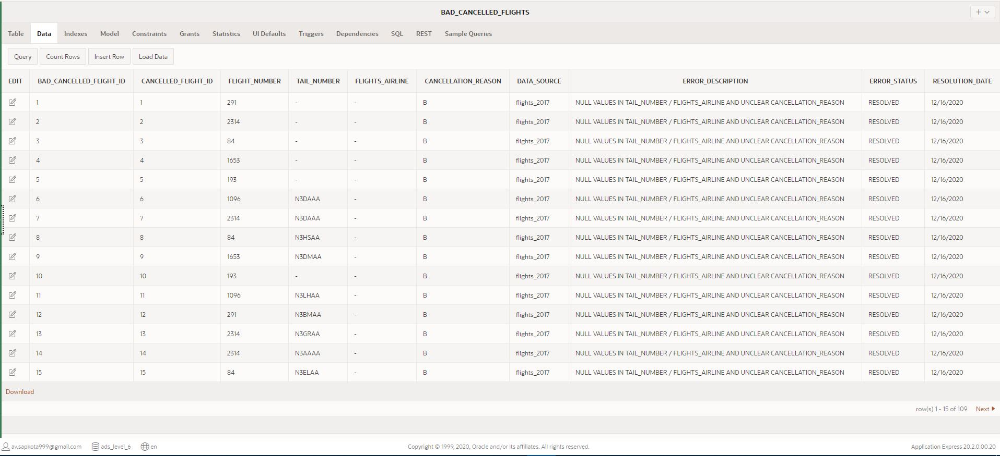 BAD_CANCELLED_FLIGHTS
Table Data Indexes Model Constraints Grants Statistics UI Defaults Triggers Dependencies SQL REST Sample Queries
Query Count Rows Insert Row Load Data
EDIT BAD_CANCELLED_FLIGHT_ID CANCELLED_FLIGHT_ID FLIGHT_NUMBER TAIL_NUMBER FLIGHTS_AIRLINE CANCELLATION_REASON DATA_SOURCE ERROR_DESCRIPTION ERROR_STATUS RESOLUTION_DATE
1 1 291 - - B flights_2017 NULL VALUES IN TAIL_NUMBER / FLIGHTS_AIRLINE AND UNCLEAR CANCELLATION_REASON RESOLVED 12/16/2020
2 2 2314 - - B flights_2017 NULL VALUES IN TAIL_NUMBER / FLIGHTS_AIRLINE AND UNCLEAR CANCELLATION_REASON RESOLVED 12/16/2020
3 3 84 - - B flights_2017 NULL VALUES IN TAIL_NUMBER / FLIGHTS_AIRLINE AND UNCLEAR CANCELLATION_REASON RESOLVED 12/16/2020
4 4 1653 - - B flights_2017 NULL VALUES IN TAIL_NUMBER / FLIGHTS_AIRLINE AND UNCLEAR CANCELLATION_REASON RESOLVED 12/16/2020
5 5 193 - - B flights_2017 NULL VALUES IN TAIL_NUMBER / FLIGHTS_AIRLINE AND UNCLEAR CANCELLATION_REASON RESOLVED 12/16/2020
6 6 1096 N3DAAA - B flights_2017 NULL VALUES IN TAIL_NUMBER / FLIGHTS_AIRLINE AND UNCLEAR CANCELLATION_REASON RESOLVED 12/16/2020
7 7 2314 N3DAAA - B flights_2017 NULL VALUES IN TAIL_NUMBER / FLIGHTS_AIRLINE AND UNCLEAR CANCELLATION_REASON RESOLVED 12/16/2020
8 8 84 N3HSAA - B flights_2017 NULL VALUES IN TAIL_NUMBER / FLIGHTS_AIRLINE AND UNCLEAR CANCELLATION_REASON RESOLVED 12/16/2020
9 9 1653 N3DMAA - B flights_2017 NULL VALUES IN TAIL_NUMBER / FLIGHTS_AIRLINE AND UNCLEAR CANCELLATION_REASON RESOLVED 12/16/2020
10 10 193 - - B flights_2017 NULL VALUES IN TAIL_NUMBER / FLIGHTS_AIRLINE AND UNCLEAR CANCELLATION_REASON RESOLVED 12/16/2020
11 11 1096 N3LHAA - B flights_2017 NULL VALUES IN TAIL_NUMBER / FLIGHTS_AIRLINE AND UNCLEAR CANCELLATION_REASON RESOLVED 12/16/2020
12 12 291 N3BMAA - B flights_2017 NULL VALUES IN TAIL_NUMBER / FLIGHTS_AIRLINE AND UNCLEAR CANCELLATION_REASON RESOLVED 12/16/2020
13 13 2314 N3GRAA - B flights_2017 NULL VALUES IN TAIL_NUMBER / FLIGHTS_AIRLINE AND UNCLEAR CANCELLATION_REASON RESOLVED 12/16/2020
14 14 2314 N3AAAA - B flights_2017 NULL VALUES IN TAIL_NUMBER / FLIGHTS_AIRLINE AND UNCLEAR CANCELLATION_REASON RESOLVED 12/16/2020
15 15 84 N3ELAA - B flights_2017 NULL VALUES IN TAIL_NUMBER / FLIGHTS_AIRLINE AND UNCLEAR CANCELLATION_REASON RESOLVED 12/16/2020
Download
row(s) 1 - 15 of 109 Next
av.sapkota999@gmail.com ads_level_6 en Copyright © 1999, 2020, Oracle and/or its affiliates. All rights reserved. Application Express 20.2.0.00.20